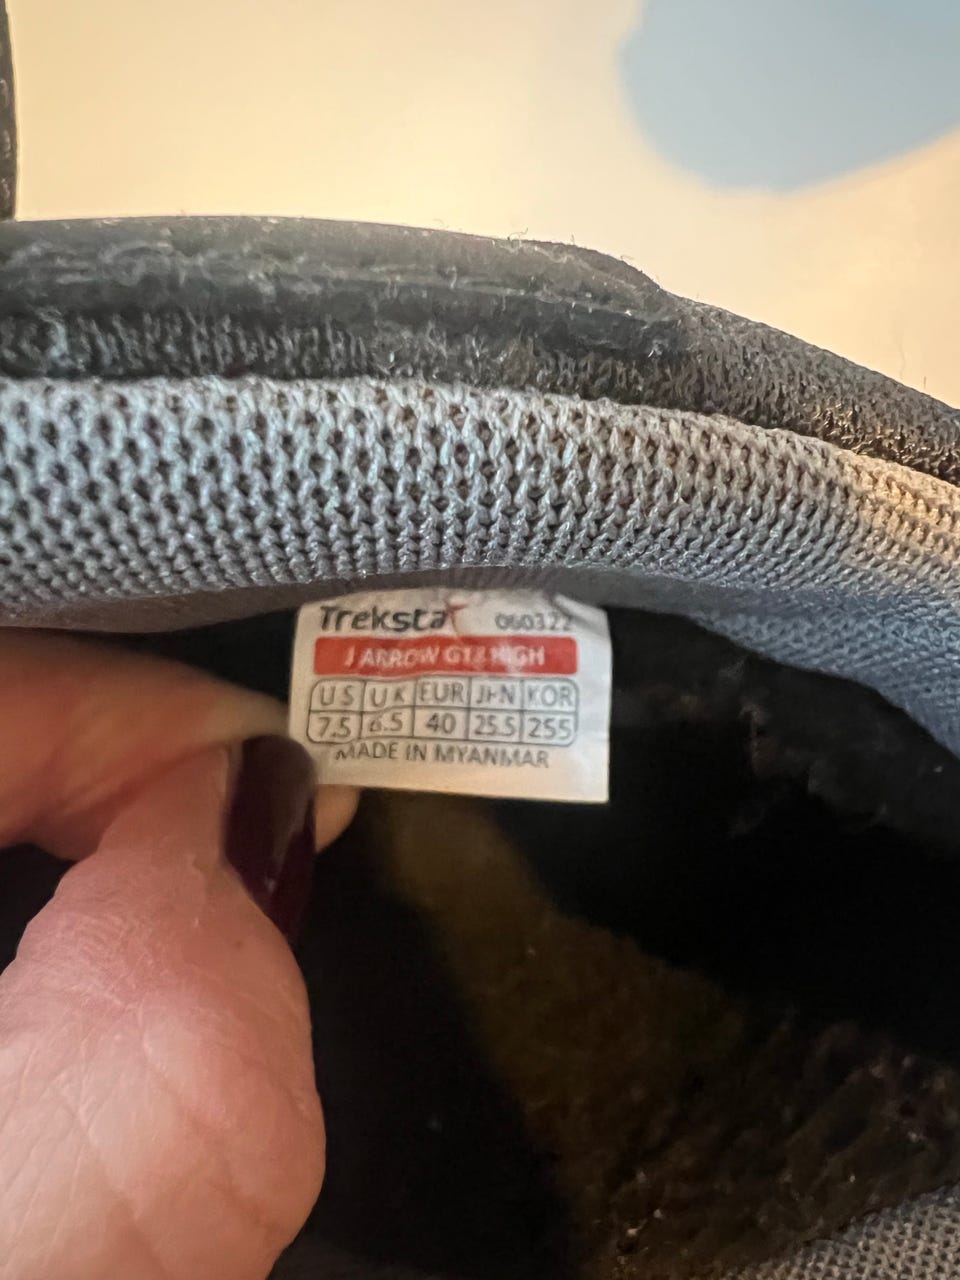 Treksta 060322
J ARROW GTX HIGH
US UK EUR JPN KOR
7.5 6.5 40 25.5 255
MADE IN MYANMAR